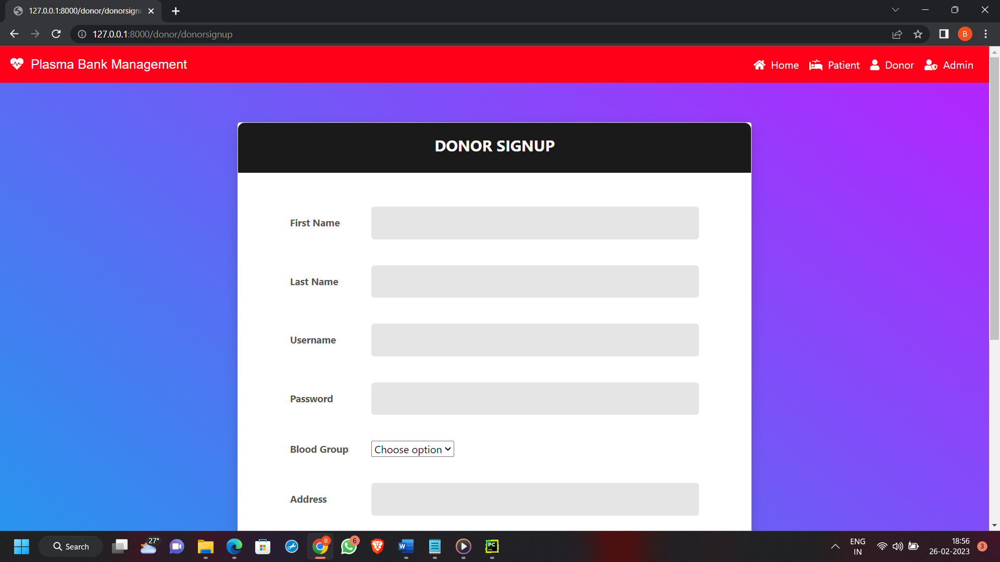 127.0.0.1:8000/donor/donorsignu
127.0.0.1:8000/donor/donorsignup
B
Plasma Bank Management
Home Patient Donor Admin
DONOR SIGNUP
First Name
Last Name
Username
Password
Blood Group Choose option
Address
Search
27°
B
6
W
PC
ENG
IN
18:56
26-02-2023
3